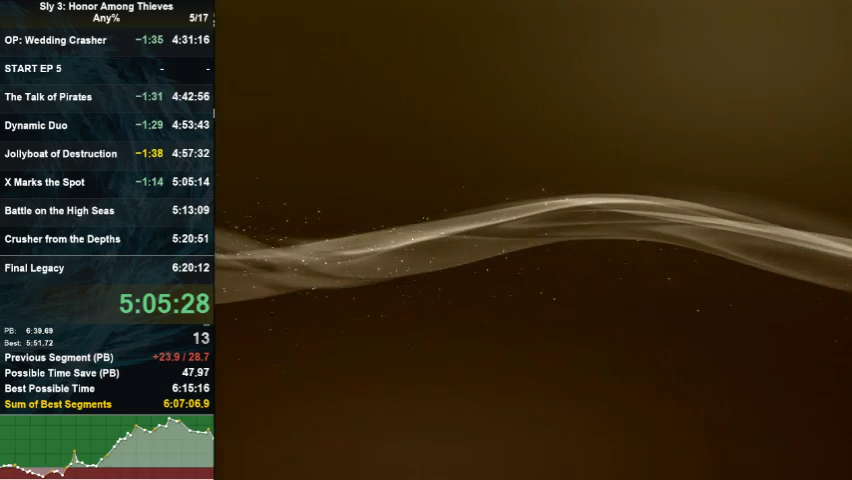 Sly 3: Honor Among Thieves
Any% 5/17
OP: Wedding Crasher −1:35 4:31:16
START EP 5 - -
The Talk of Pirates −1:31 4:42:56
Dynamic Duo −1:29 4:53:43
Jollyboat of Destruction −1:38 4:57:32
X Marks the Spot −1:14 5:05:14
Battle on the High Seas 5:13:09
Crusher from the Depths 5:20:51
Final Legacy 6:20:12
5:05:28
PB: 6:39.69
Best: 5:51.72
13
Previous Segment (PB) +23.9 / 28.7
Possible Time Save (PB) 47.97
Best Possible Time 6:15:16
Sum of Best Segments 6:07:06.9